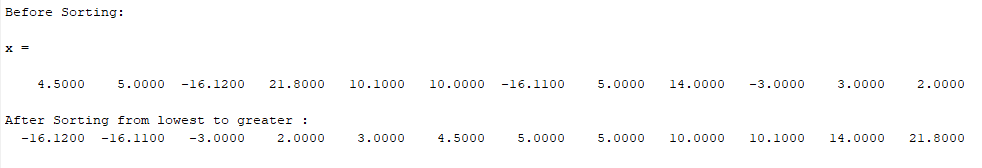 Before Sorting:
x =
4.5000 5.0000 -16.1200 21.8000 10.1000 10.0000 -16.1100 5.0000 14.0000 -3.0000 3.0000 2.0000
After Sorting from lowest to greater :
-16.1200 -16.1100 -3.0000 2.0000 3.0000 4.5000 5.0000 5.0000 10.0000 10.1000 14.0000 21.8000